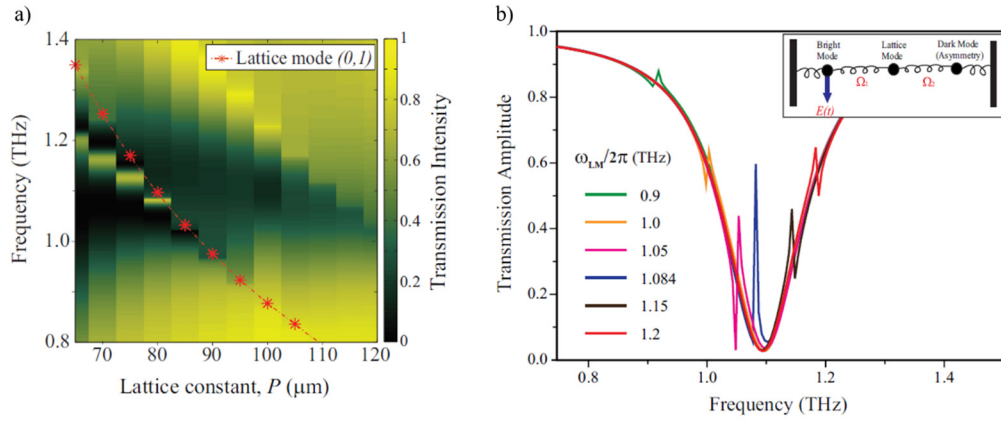 a)
1.4
1.2
1.0
0.8
Frequency (THz)
70 80 90 100 110 120
Lattice constant, P (μm)
Lattice mode (0,1)
1
0.8
0.6
0.4
0.2
0
Transmission Intensity
b)
1.0
0.8
0.6
0.4
0.2
0.0
Transmission Amplitude
0.8 1.0 1.2 1.4
Frequency (THz)
ω_LM/2π (THz)
0.9
1.0
1.05
1.084
1.15
1.2
Bright Mode
Lattice Mode
Dark Mode (Asymmetry)
Ω₁
Ω₂
E(t)